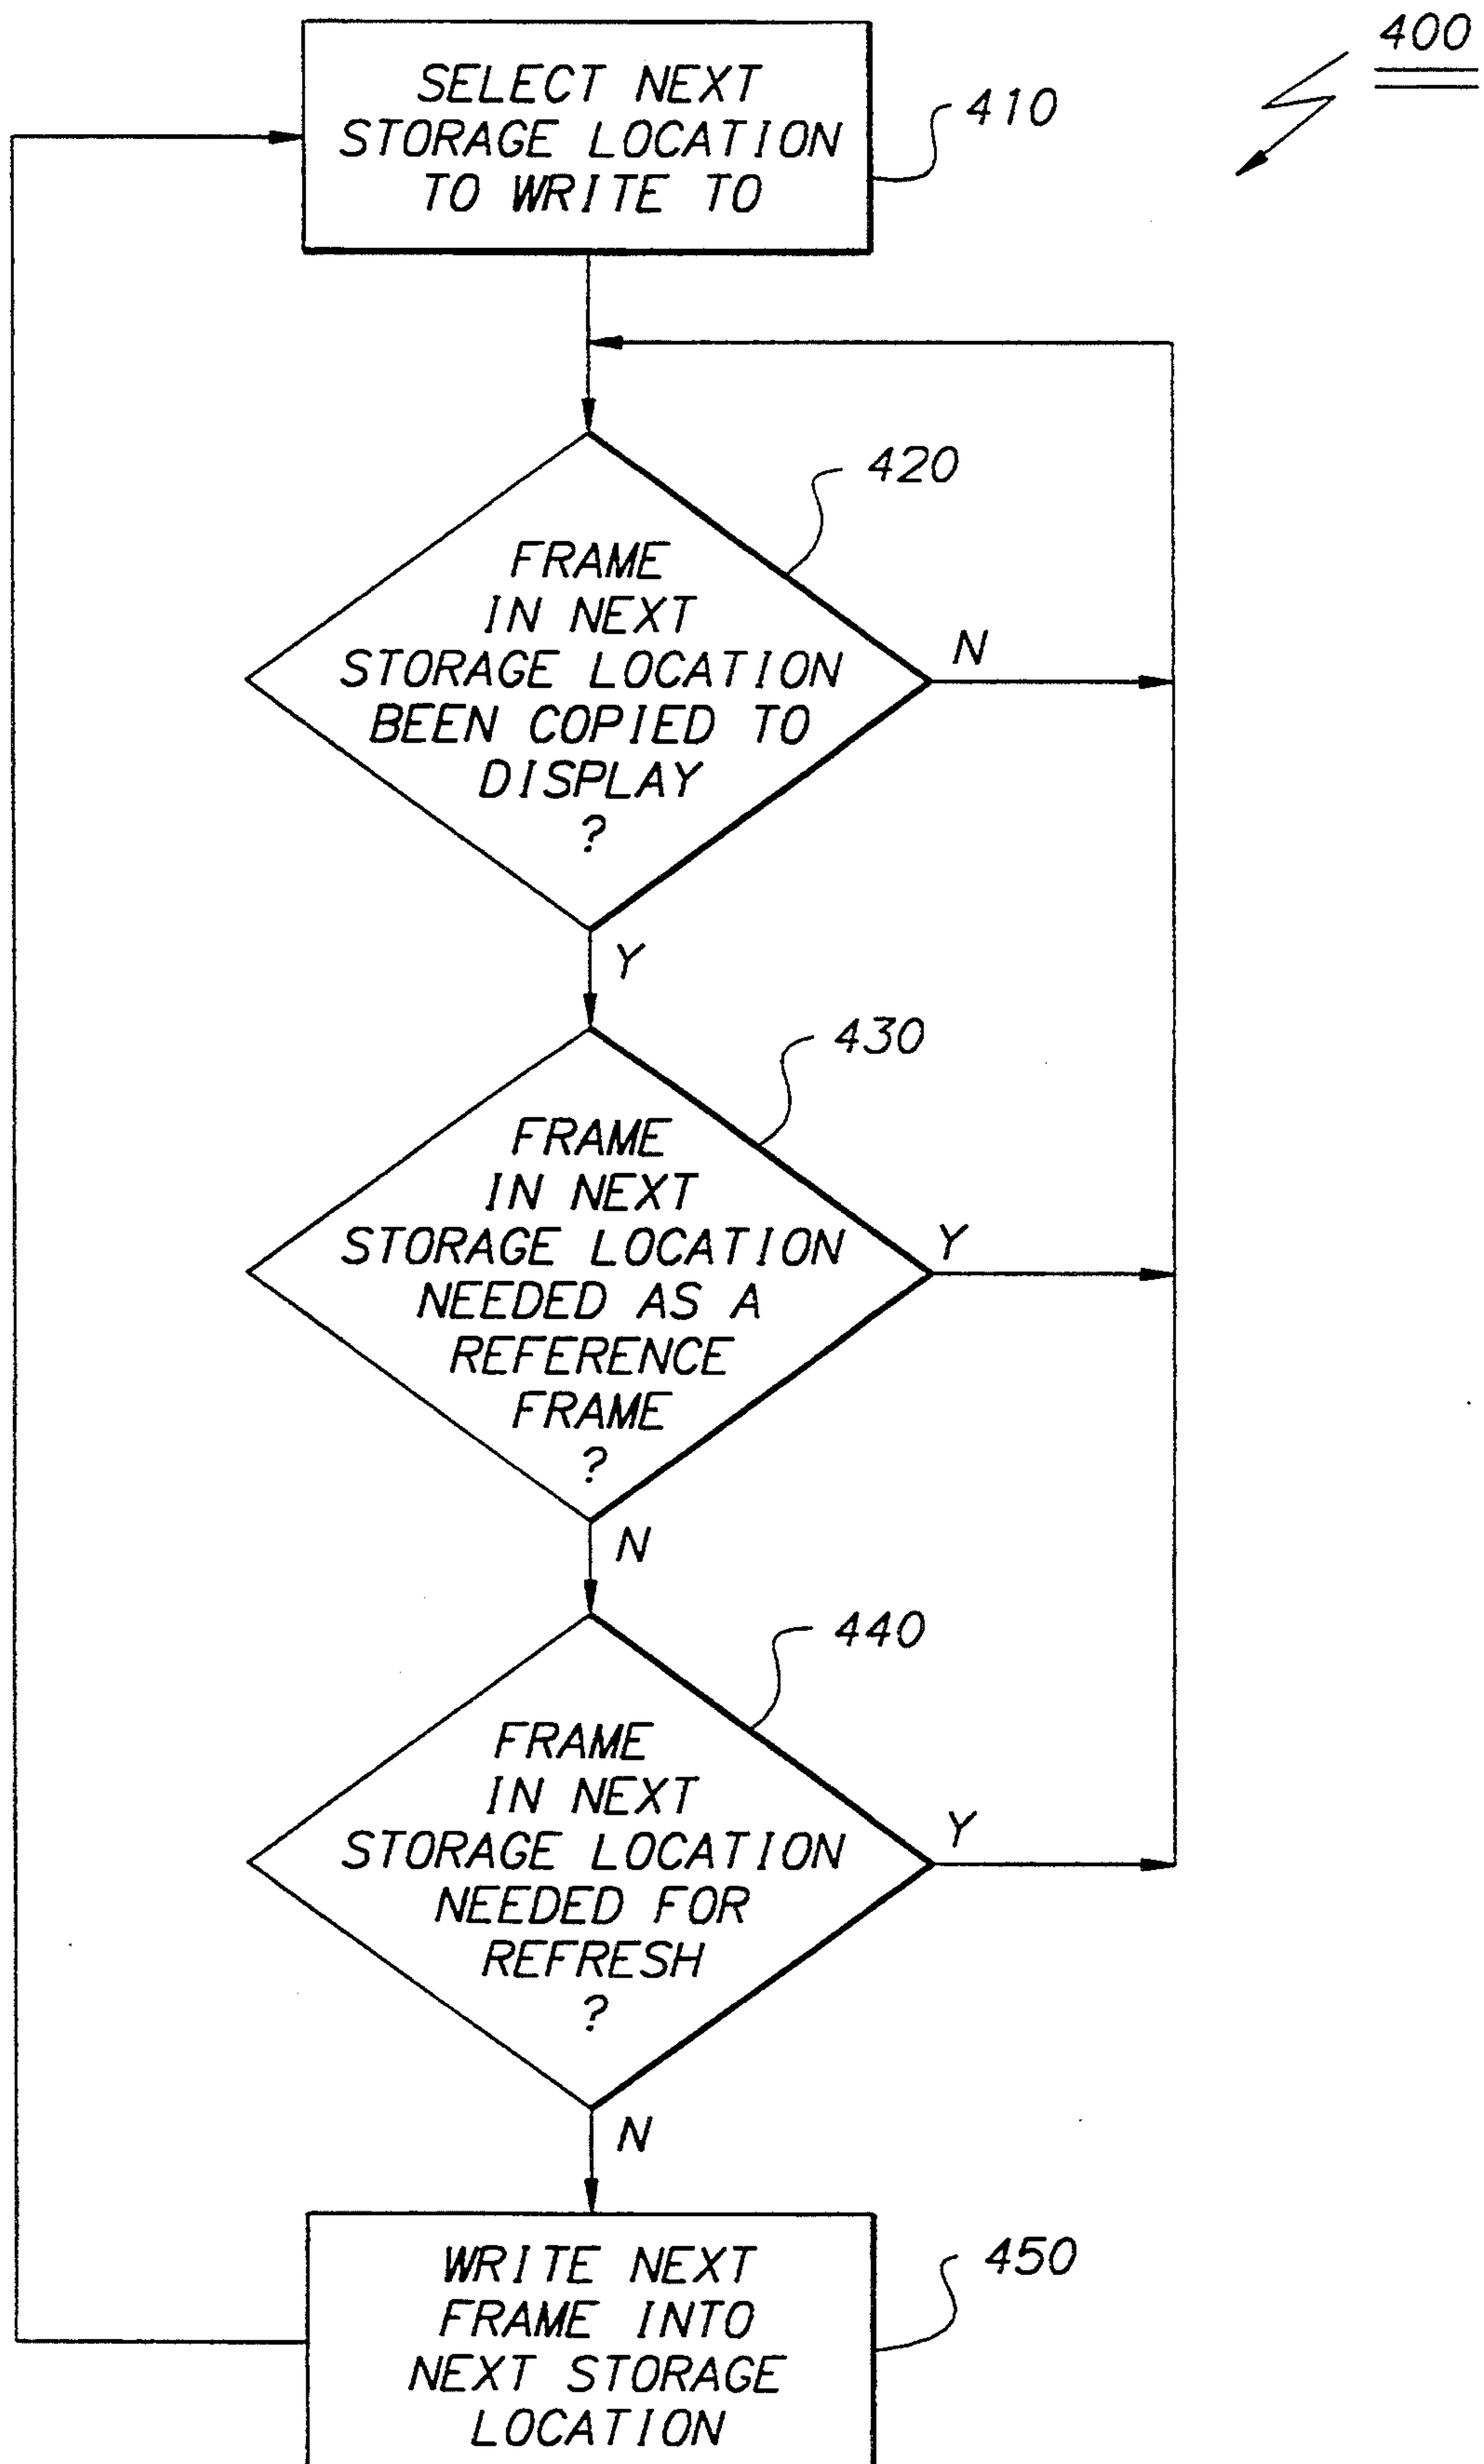 400
SELECT NEXT
STORAGE LOCATION
TO WRITE TO
410
420
FRAME
IN NEXT
STORAGE LOCATION
BEEN COPIED TO
DISPLAY
?
N
Y
430
FRAME
IN NEXT
STORAGE LOCATION
NEEDED AS A
REFERENCE
FRAME
?
Y
N
440
FRAME
IN NEXT
STORAGE LOCATION
NEEDED FOR
REFRESH
?
Y
N
WRITE NEXT
FRAME INTO
NEXT STORAGE
LOCATION
450